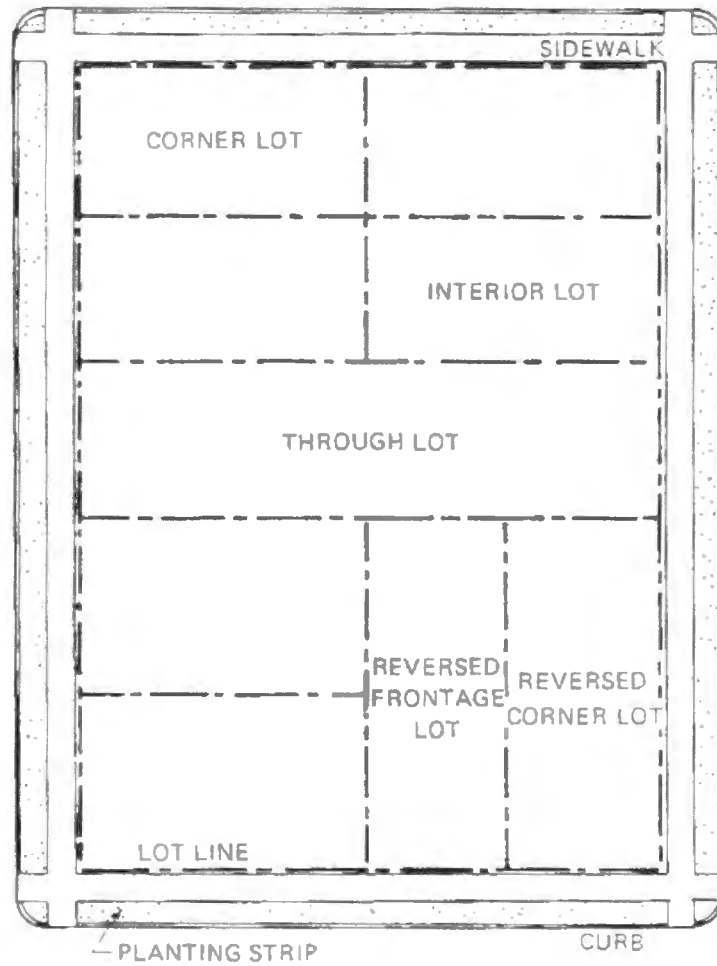 SIDEWALK
CORNER LOT
INTERIOR LOT
THROUGH LOT
REVERSED
FRONTAGE
LOT
REVERSED
CORNER LOT
LOT LINE
PLANTING STRIP
CURB